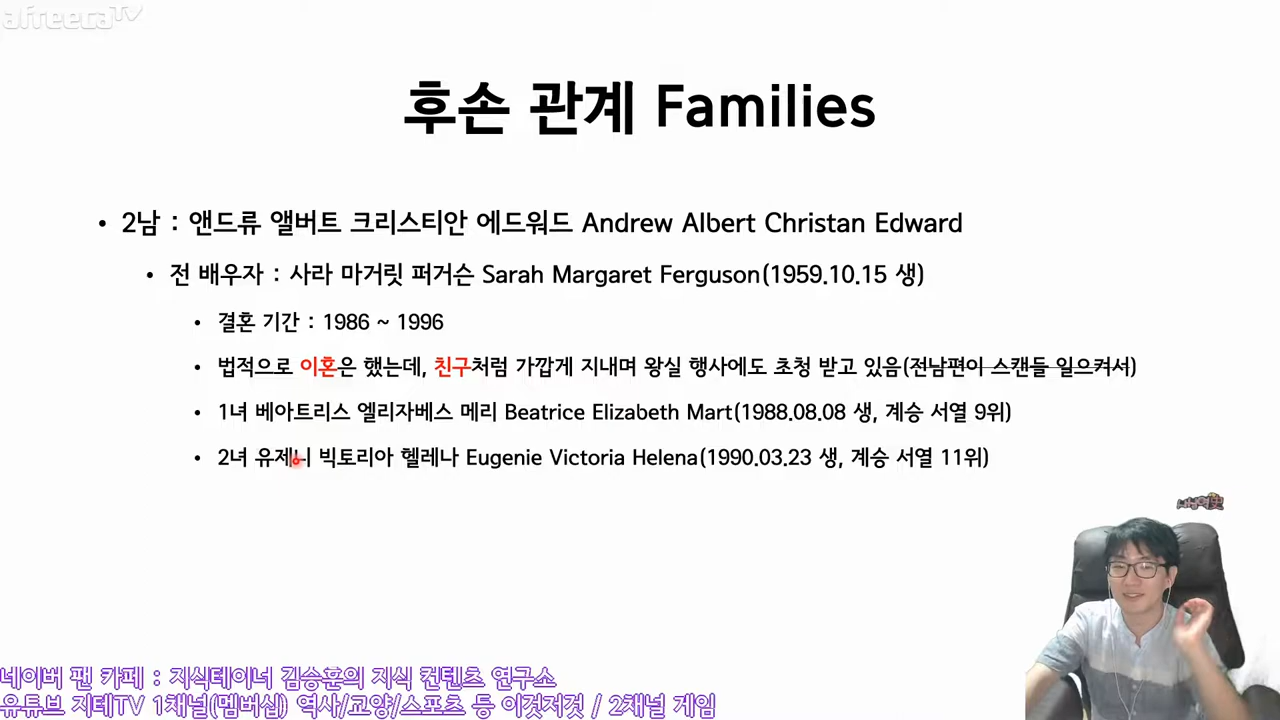 afreecaTV
후손 관계 Families
• 2남 : 앤드류 앨버트 크리스티안 에드워드 Andrew Albert Christan Edward
• 전 배우자 : 사라 마거릿 퍼거슨 Sarah Margaret Ferguson(1959.10.15 생)
• 결혼 기간 : 1986 ~ 1996
• 법적으로 이혼은 했는데, 친구처럼 가깝게 지내며 왕실 행사에도 초청 받고 있음(전남편이 스캔들 일으켜서)
• 1녀 베아트리스 엘리자베스 메리 Beatrice Elizabeth Mart(1988.08.08 생, 계승 서열 9위)
• 2녀 유제니 빅토리아 헬레나 Eugenie Victoria Helena(1990.03.23 생, 계승 서열 11위)
네이버 팬 카페 : 지식테이너 김승훈의 지식 컨텐츠 연구소
유튜브 지테TV 1채널(멤버십) 역사/교양/스포츠 등 이것저것 / 2채널 게임